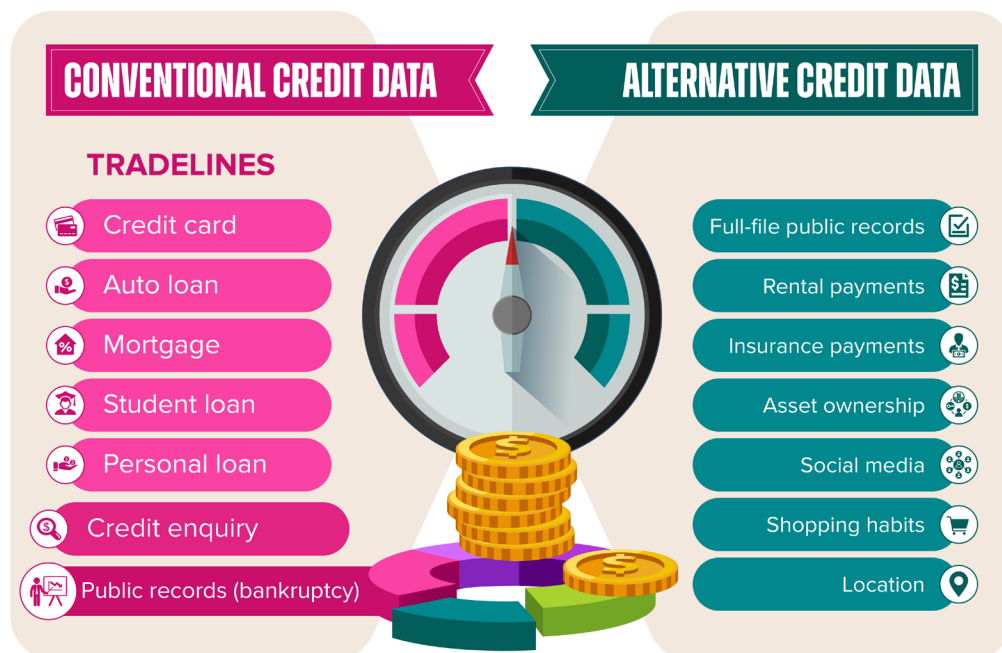 CONVENTIONAL CREDIT DATA
TRADELINES
Credit card
Auto loan
Mortgage
Student loan
Personal loan
Credit enquiry
Public records (bankruptcy)
ALTERNATIVE CREDIT DATA
Full-file public records
Rental payments
Insurance payments
Asset ownership
Social media
Shopping habits
Location